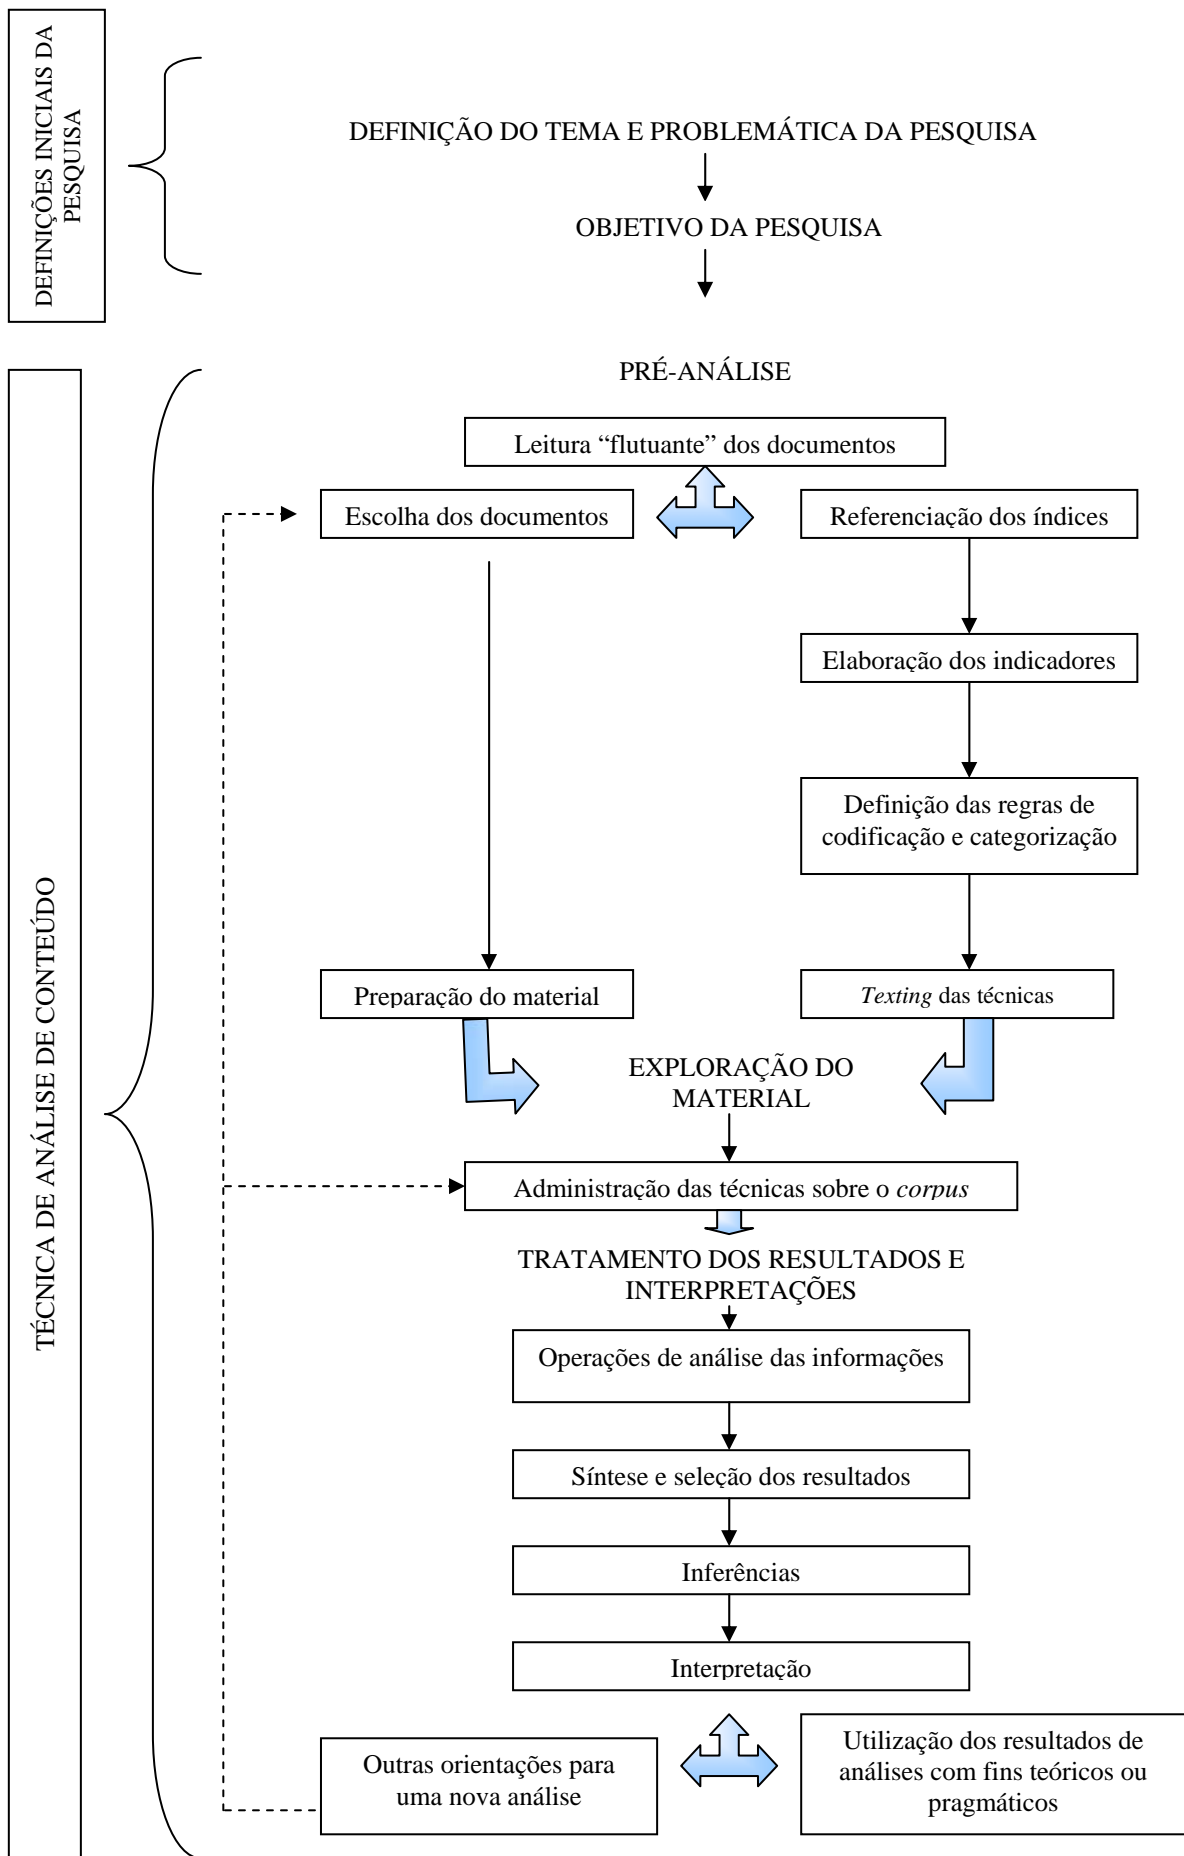 DEFINIÇÕES INICIAIS DA
PESQUISA
DEFINIÇÃO DO TEMA E PROBLEMÁTICA DA PESQUISA
OBJETIVO DA PESQUISA
TÉCNICA DE ANÁLISE DE CONTEÚDO
PRÉ-ANÁLISE
Leitura “flutuante” dos documentos
Escolha dos documentos
Referenciação dos índices
Elaboração dos indicadores
Definição das regras de
codificação e categorização
Preparação do material
Texting das técnicas
EXPLORAÇÃO DO
MATERIAL
Administração das técnicas sobre o corpus
TRATAMENTO DOS RESULTADOS E
INTERPRETAÇÕES
Operações de análise das informações
Síntese e seleção dos resultados
Inferências
Interpretação
Outras orientações para
uma nova análise
Utilização dos resultados de
análises com fins teóricos ou
pragmáticos